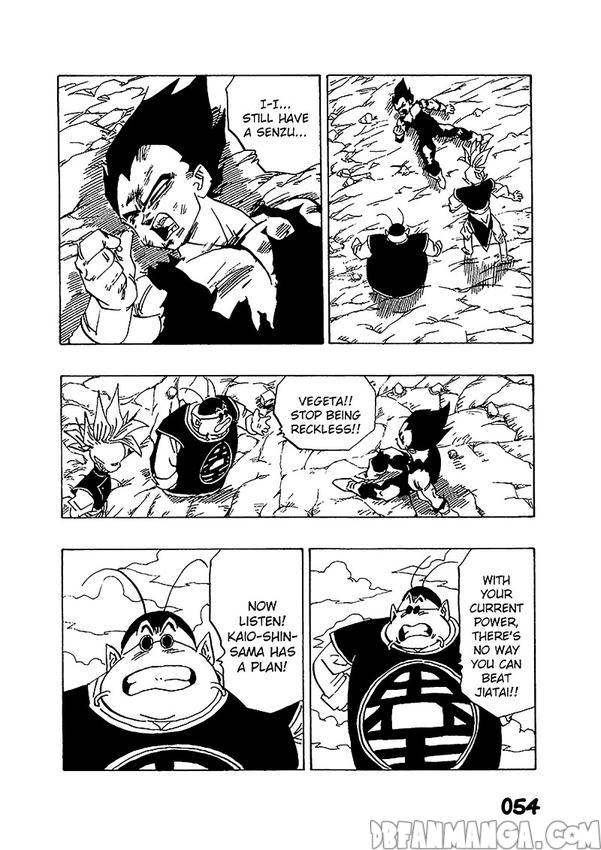 I-I...
STILL HAVE
A SENZU...
VEGETA!!
STOP BEING
RECKLESS!!
WITH
YOUR
CURRENT
POWER,
THERE'S
NO WAY
YOU CAN
BEAT
JIATAI!!
NOW
LISTEN!
KAIO-SHIN-
SAMA HAS
A PLAN!
054
DBFANMANGA.COM